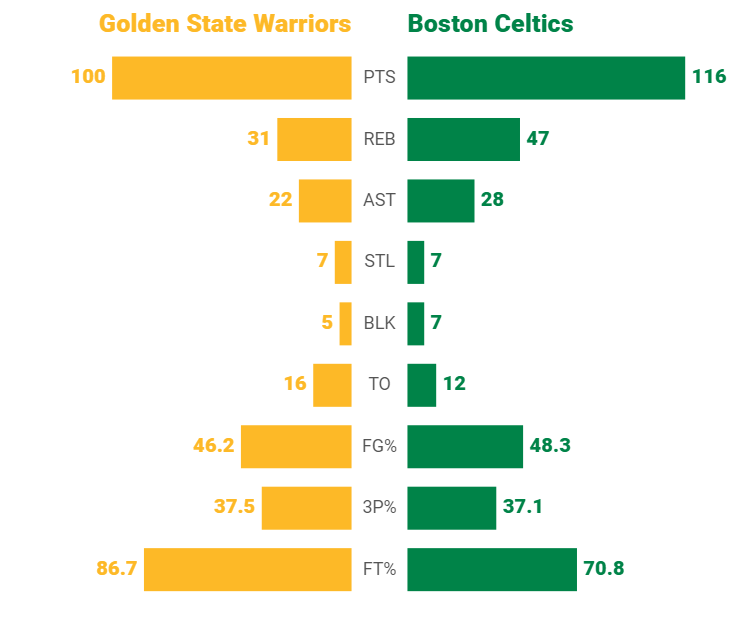 Golden State Warriors Boston Celtics
100 PTS 116
31 REB 47
22 AST 28
7 STL 7
5 BLK 7
16 TO 12
46.2 FG% 48.3
37.5 3P% 37.1
86.7 FT% 70.8